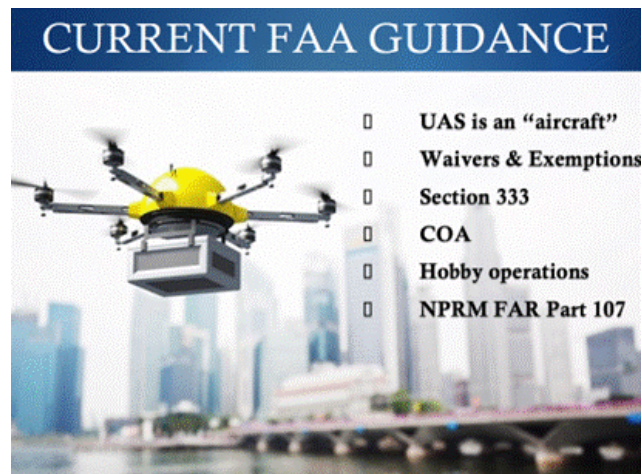 CURRENT FAA GUIDANCE
UAS is an “aircraft”
Waivers & Exemptions
Section 333
COA
Hobby operations
NPRM FAR Part 107